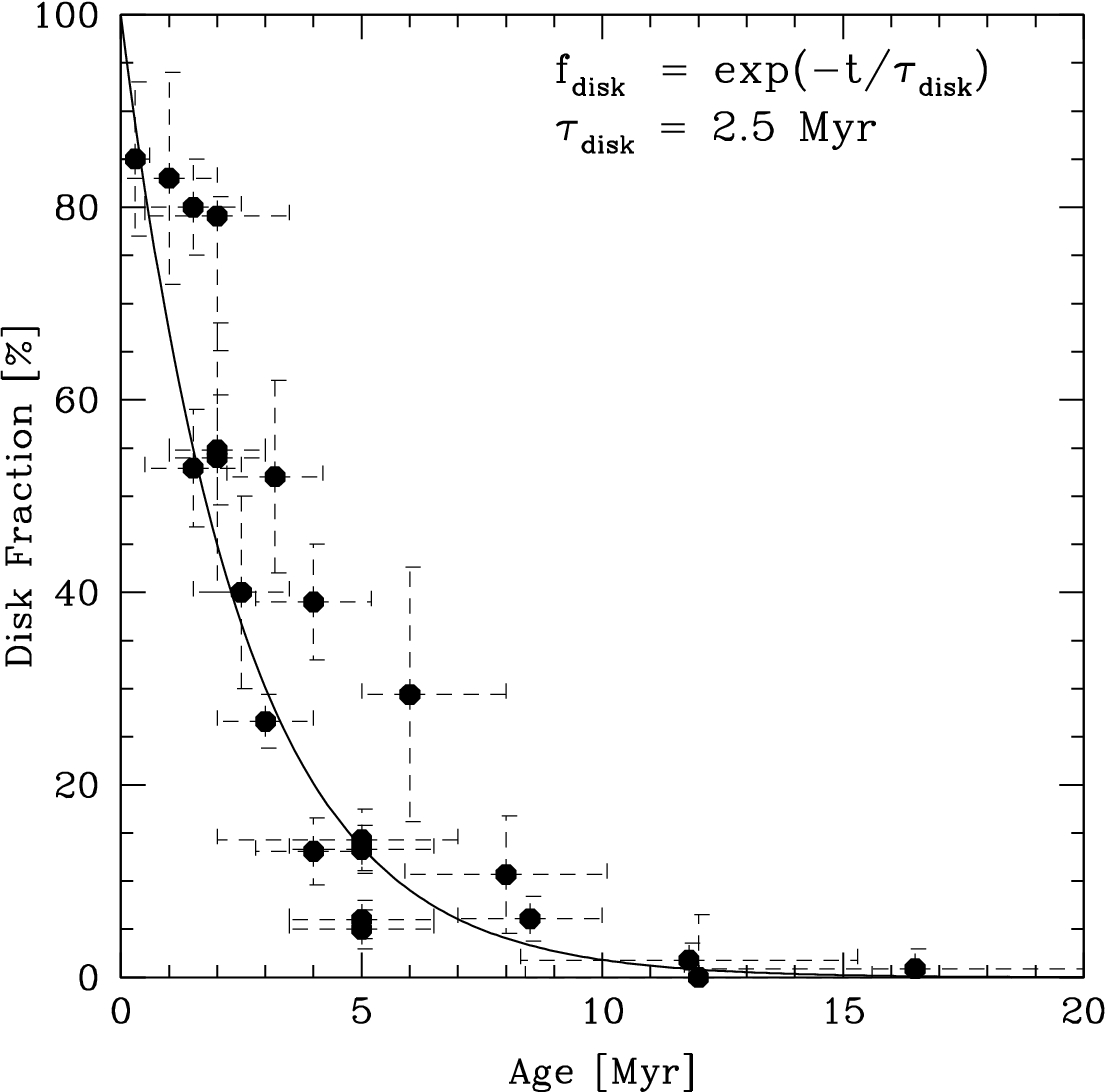 100
80
60
40
20
0
Disk Fraction [%]
f_disk = exp(−t/τ_disk)
τ_disk = 2.5 Myr
0 5 10 15 20
Age [Myr]